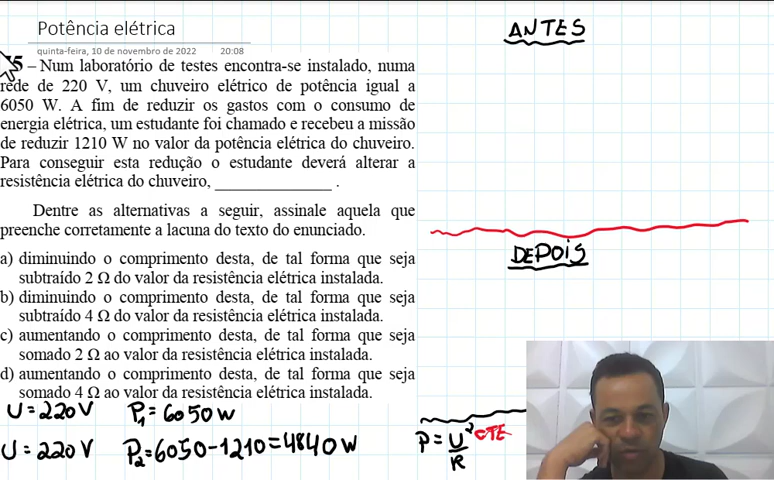 Potência elétrica
quinta-feira, 10 de novembro de 2022 20:08
ANTES
5 – Num laboratório de testes encontra-se instalado, numa
rede de 220 V, um chuveiro elétrico de potência igual a
6050 W. A fim de reduzir os gastos com o consumo de
energia elétrica, um estudante foi chamado e recebeu a missão
de reduzir 1210 W no valor da potência elétrica do chuveiro.
Para conseguir esta redução o estudante deverá alterar a
resistência elétrica do chuveiro, ______________ .
Dentre as alternativas a seguir, assinale aquela que
preenche corretamente a lacuna do texto do enunciado.
a) diminuindo o comprimento desta, de tal forma que seja
subtraído 2 Ω do valor da resistência elétrica instalada.
b) diminuindo o comprimento desta, de tal forma que seja
subtraído 4 Ω do valor da resistência elétrica instalada.
c) aumentando o comprimento desta, de tal forma que seja
somado 2 Ω ao valor da resistência elétrica instalada.
d) aumentando o comprimento desta, de tal forma que seja
somado 4 Ω ao valor da resistência elétrica instalada.
DEPOIS
U = 220 V P₁ = 6050 W
U = 220 V P₂ = 6050 - 1210 = 4840 W
P = U² CTE
R